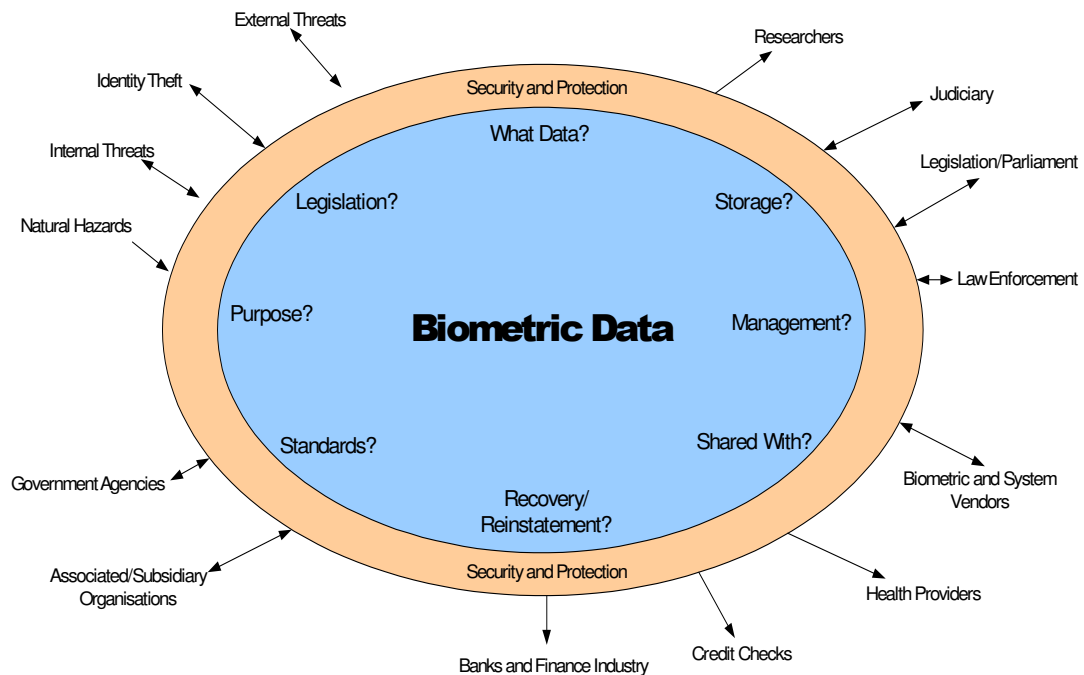 External Threats
Researchers
Identity Theft
Security and Protection
Judiciary
What Data?
Internal Threats
Legislation/Parliament
Legislation?
Storage?
Natural Hazards
Law Enforcement
Purpose?
Biometric Data
Management?
Standards?
Shared With?
Government Agencies
Biometric and System
Vendors
Recovery/
Reinstatement?
Associated/Subsidiary
Organisations
Security and Protection
Health Providers
Banks and Finance Industry
Credit Checks